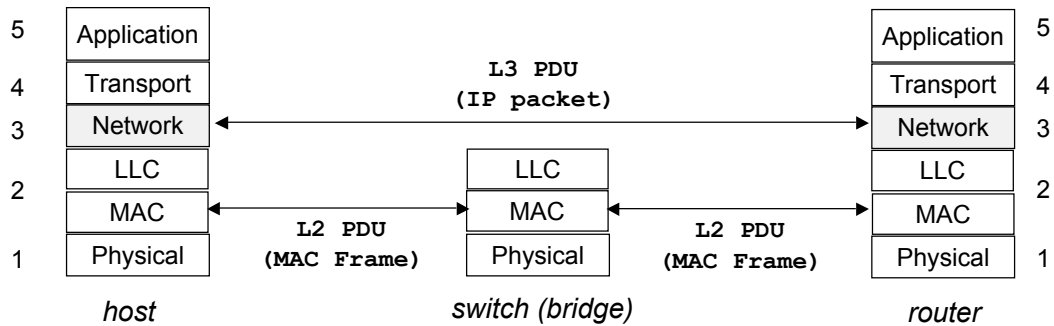 5 Application Application 5
4 Transport L3 PDU Transport 4
(IP packet)
3 Network Network 3
LLC LLC LLC
2 2
MAC MAC MAC
L2 PDU L2 PDU
1 Physical (MAC Frame) Physical (MAC Frame) Physical 1
host switch (bridge) router